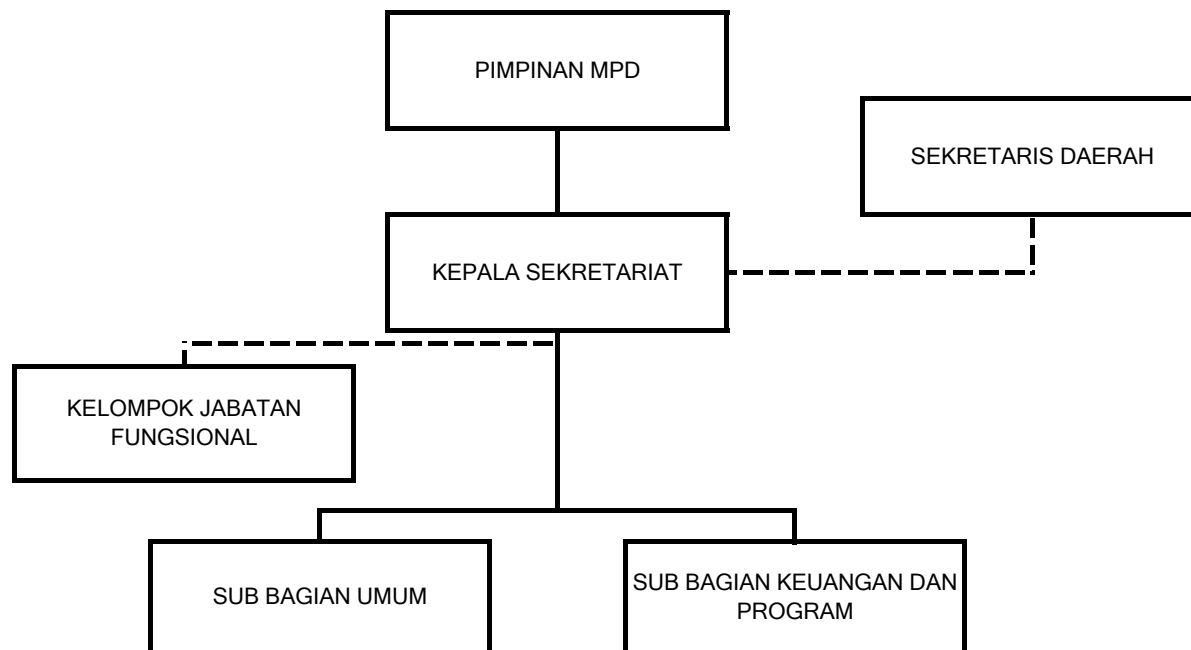 PIMPINAN MPD
SEKRETARIS DAERAH
KEPALA SEKRETARIAT
KELOMPOK JABATAN
FUNGSIONAL
SUB BAGIAN UMUM
SUB BAGIAN KEUANGAN DAN
PROGRAM